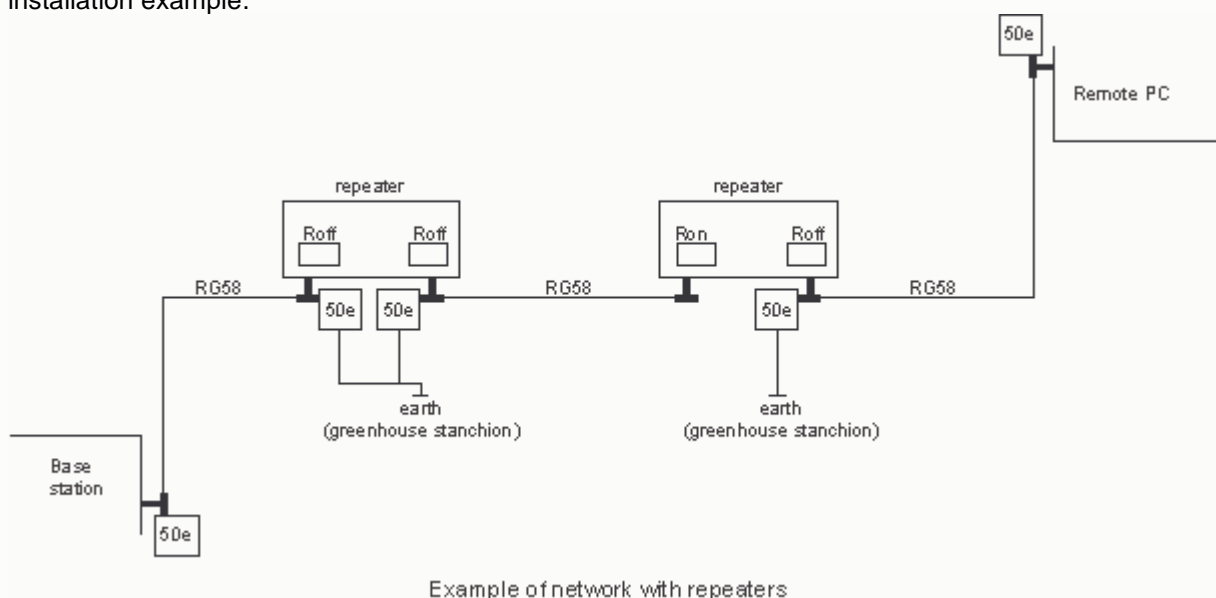 installation example.
50e
Remote PC
repeater
repeater
Roff
Roff
Ron
Roff
RG58
RG58
RG58
50e
50e
50e
earth
(greenhouse stanchion)
earth
(greenhouse stanchion)
Base
station
50e
Example of network with repeaters